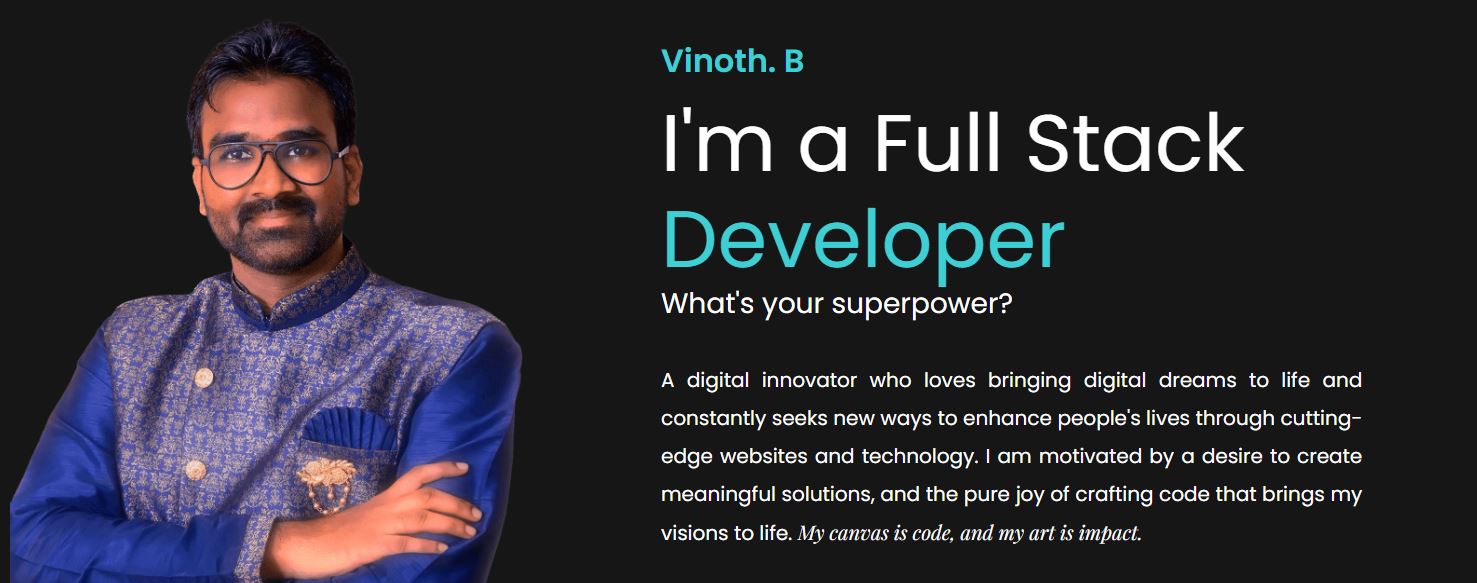 Vinoth. B
I'm a Full Stack
Developer
What's your superpower?
A digital innovator who loves bringing digital dreams to life and
constantly seeks new ways to enhance people's lives through cutting-
edge websites and technology. I am motivated by a desire to create
meaningful solutions, and the pure joy of crafting code that brings my
visions to life. My canvas is code, and my art is impact.